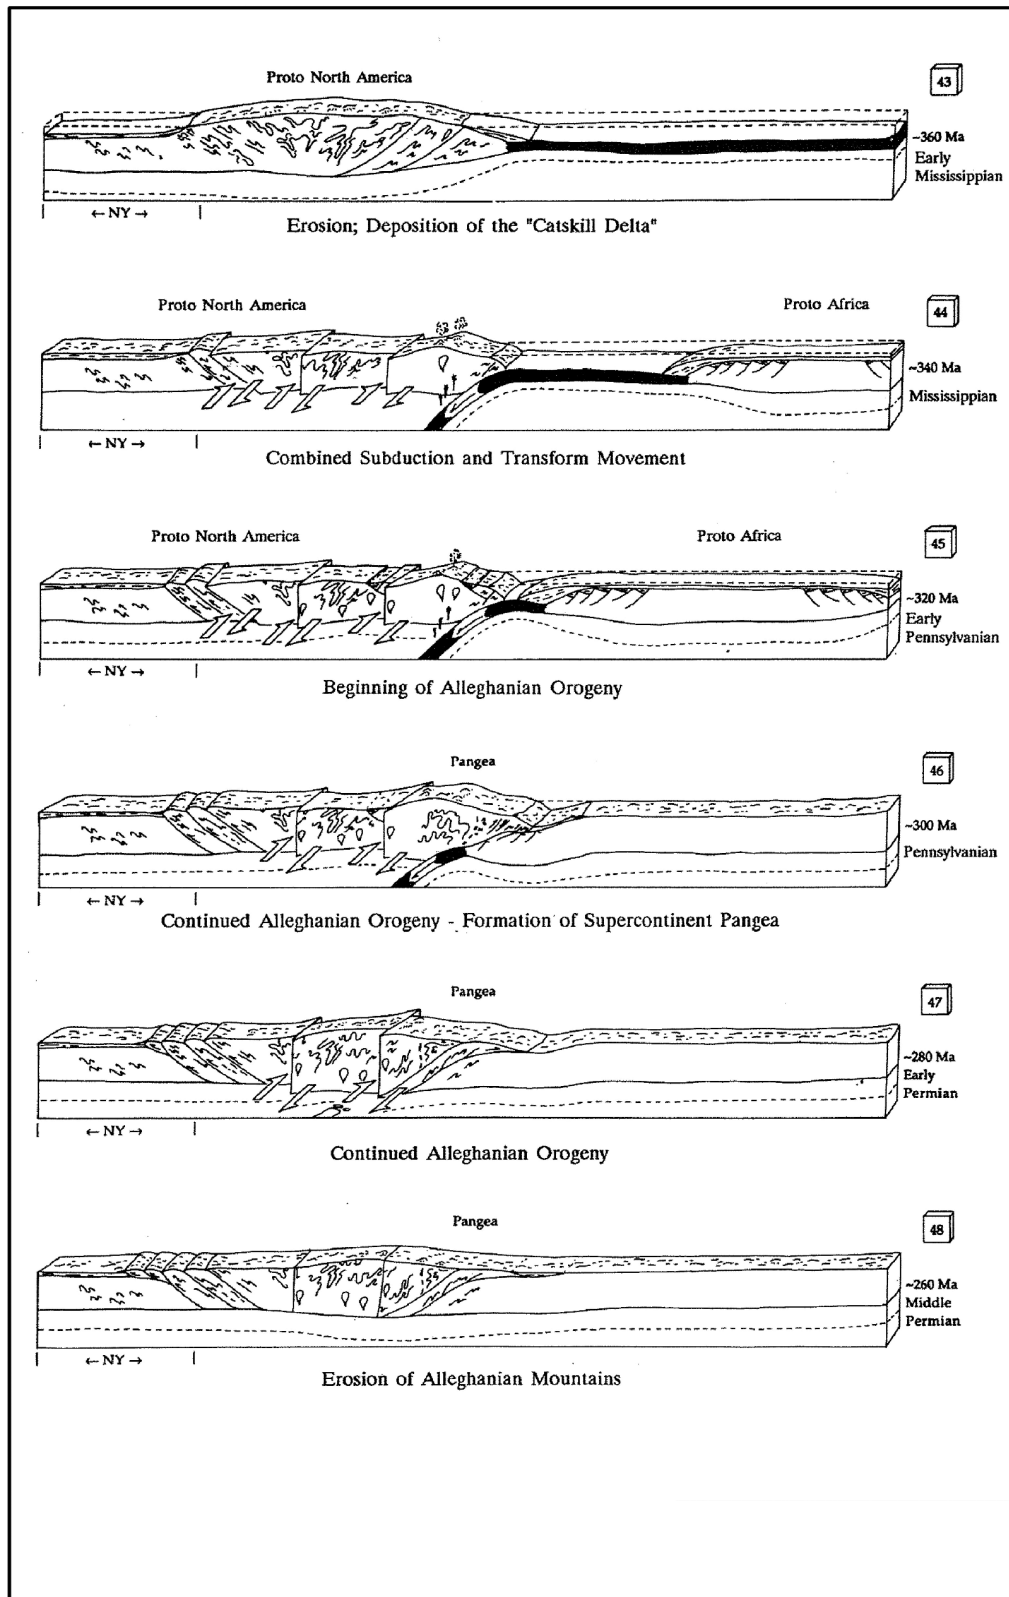 Proto North America
43
~360 Ma
Early
Mississippian
← NY →
Erosion; Deposition of the "Catskill Delta"
Proto North America
Proto Africa
44
~340 Ma
Mississippian
← NY →
Combined Subduction and Transform Movement
Proto North America
Proto Africa
45
~320 Ma
Early
Pennsylvanian
← NY →
Beginning of Alleghanian Orogeny
Pangea
46
~300 Ma
Pennsylvanian
← NY →
Continued Alleghanian Orogeny - Formation of Supercontinent Pangea
Pangea
47
~280 Ma
Early
Permian
← NY →
Continued Alleghanian Orogeny
Pangea
48
~260 Ma
Middle
Permian
← NY →
Erosion of Alleghanian Mountains